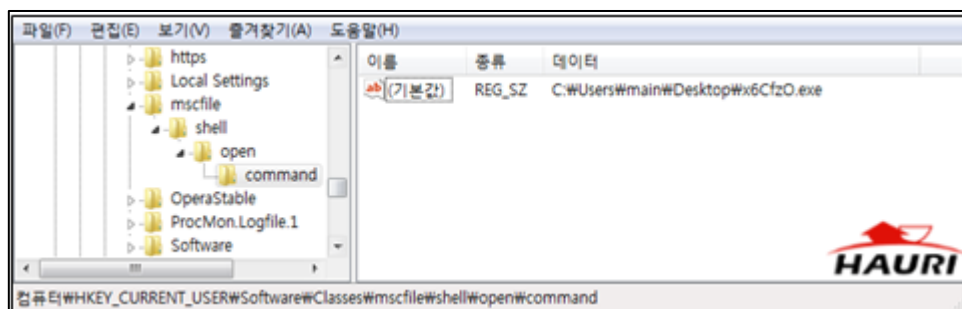 파일(F) 편집(E) 보기(V) 즐겨찾기(A) 도움말(H)
https
Local Settings
mscfile
shell
open
command
OperaStable
ProcMon.Logfile.1
Software
이름 종류 데이터
ab (기본값) REG_SZ C:₩Users₩main₩Desktop₩x6CfzO.exe
HAURI
컴퓨터₩HKEY_CURRENT_USER₩Software₩Classes₩mscfile₩shell₩open₩command